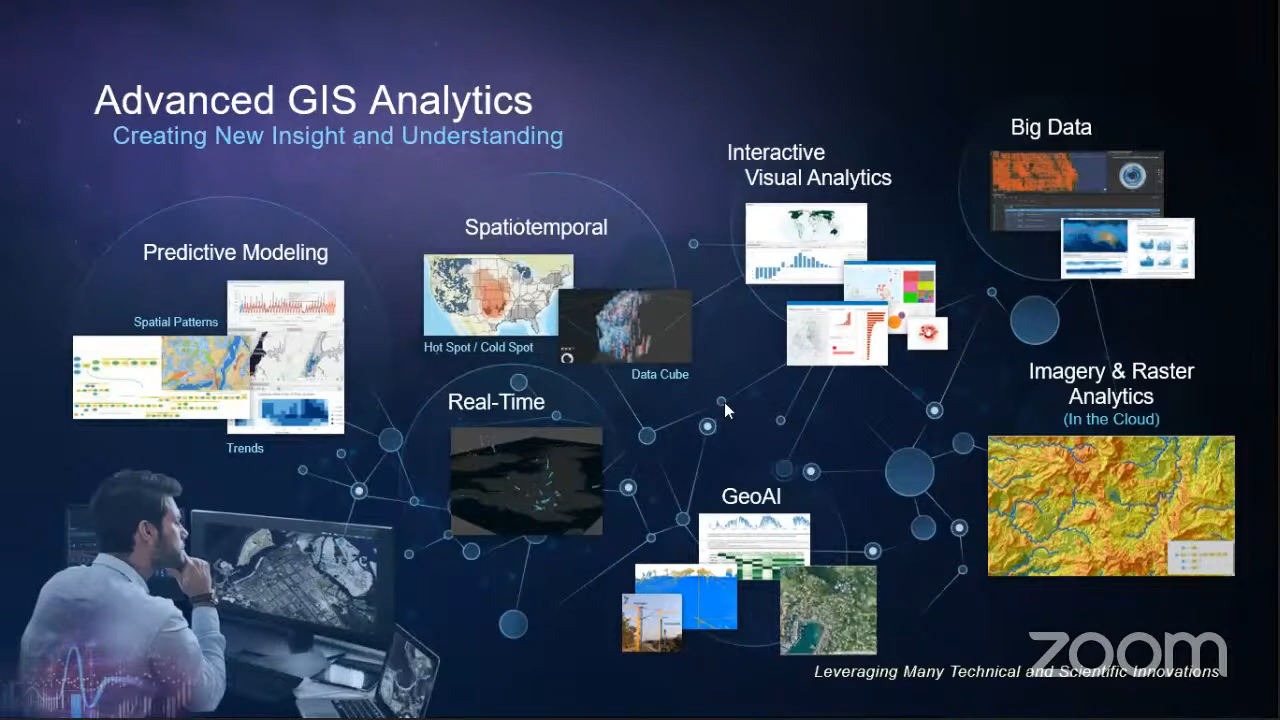 Advanced GIS Analytics
Creating New Insight and Understanding
Big Data
Interactive
Visual Analytics
Spatiotemporal
Predictive Modeling
Spatial Patterns
Hot Spot / Cold Spot
Data Cube
Trends
Real-Time
Imagery & Raster
Analytics
(In the Cloud)
GeoAI
zoom
Leveraging Many Technical and Scientific Innovations